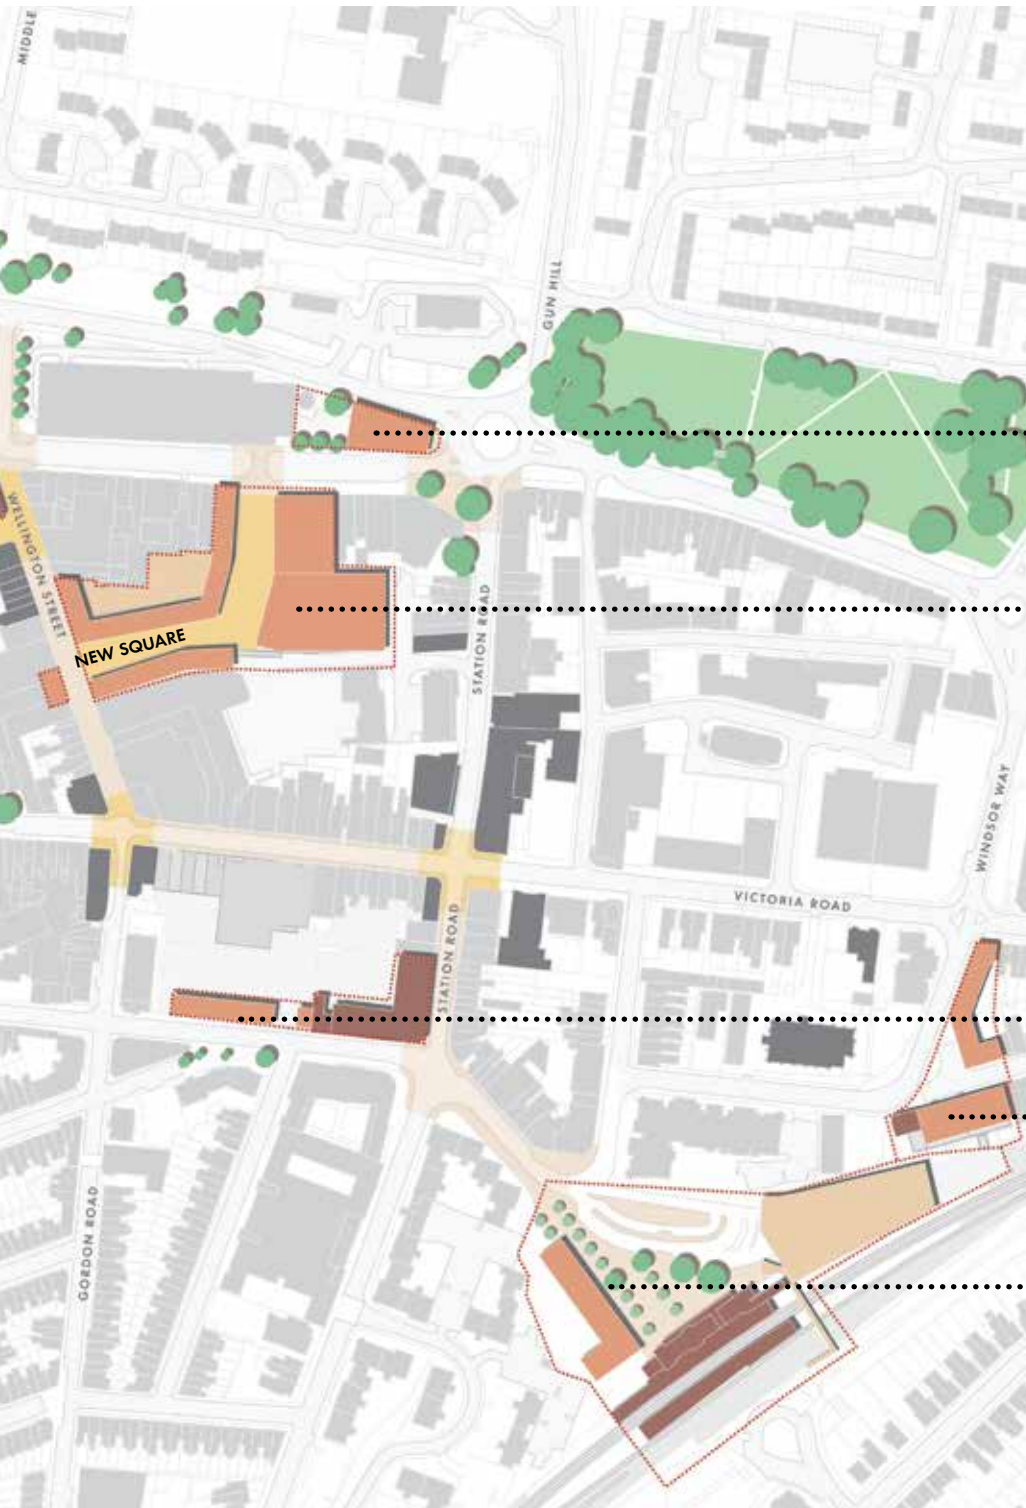 MIDDLE
GUN HILL
WELLINGTON STREET
STATION ROAD
NEW SQUARE
WINDSOR WAY
VICTORIA ROAD
STATION ROAD
GORDON ROAD